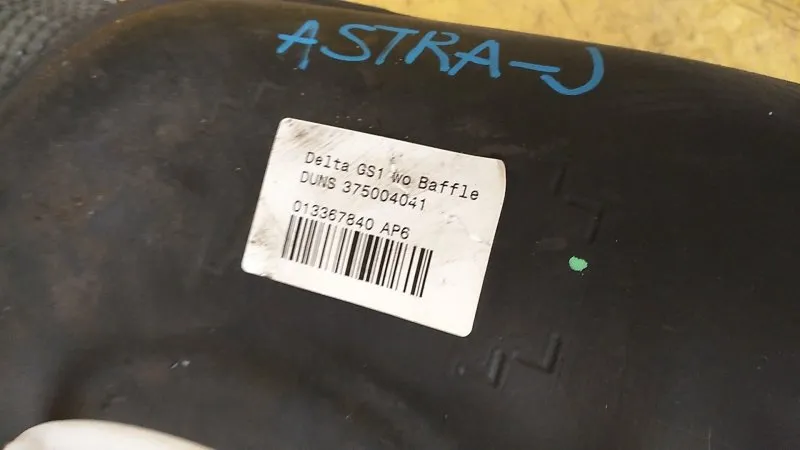 ASTRA-J
Delta GS1 wo Baffle
DUNS 375004041
013367840 AP6